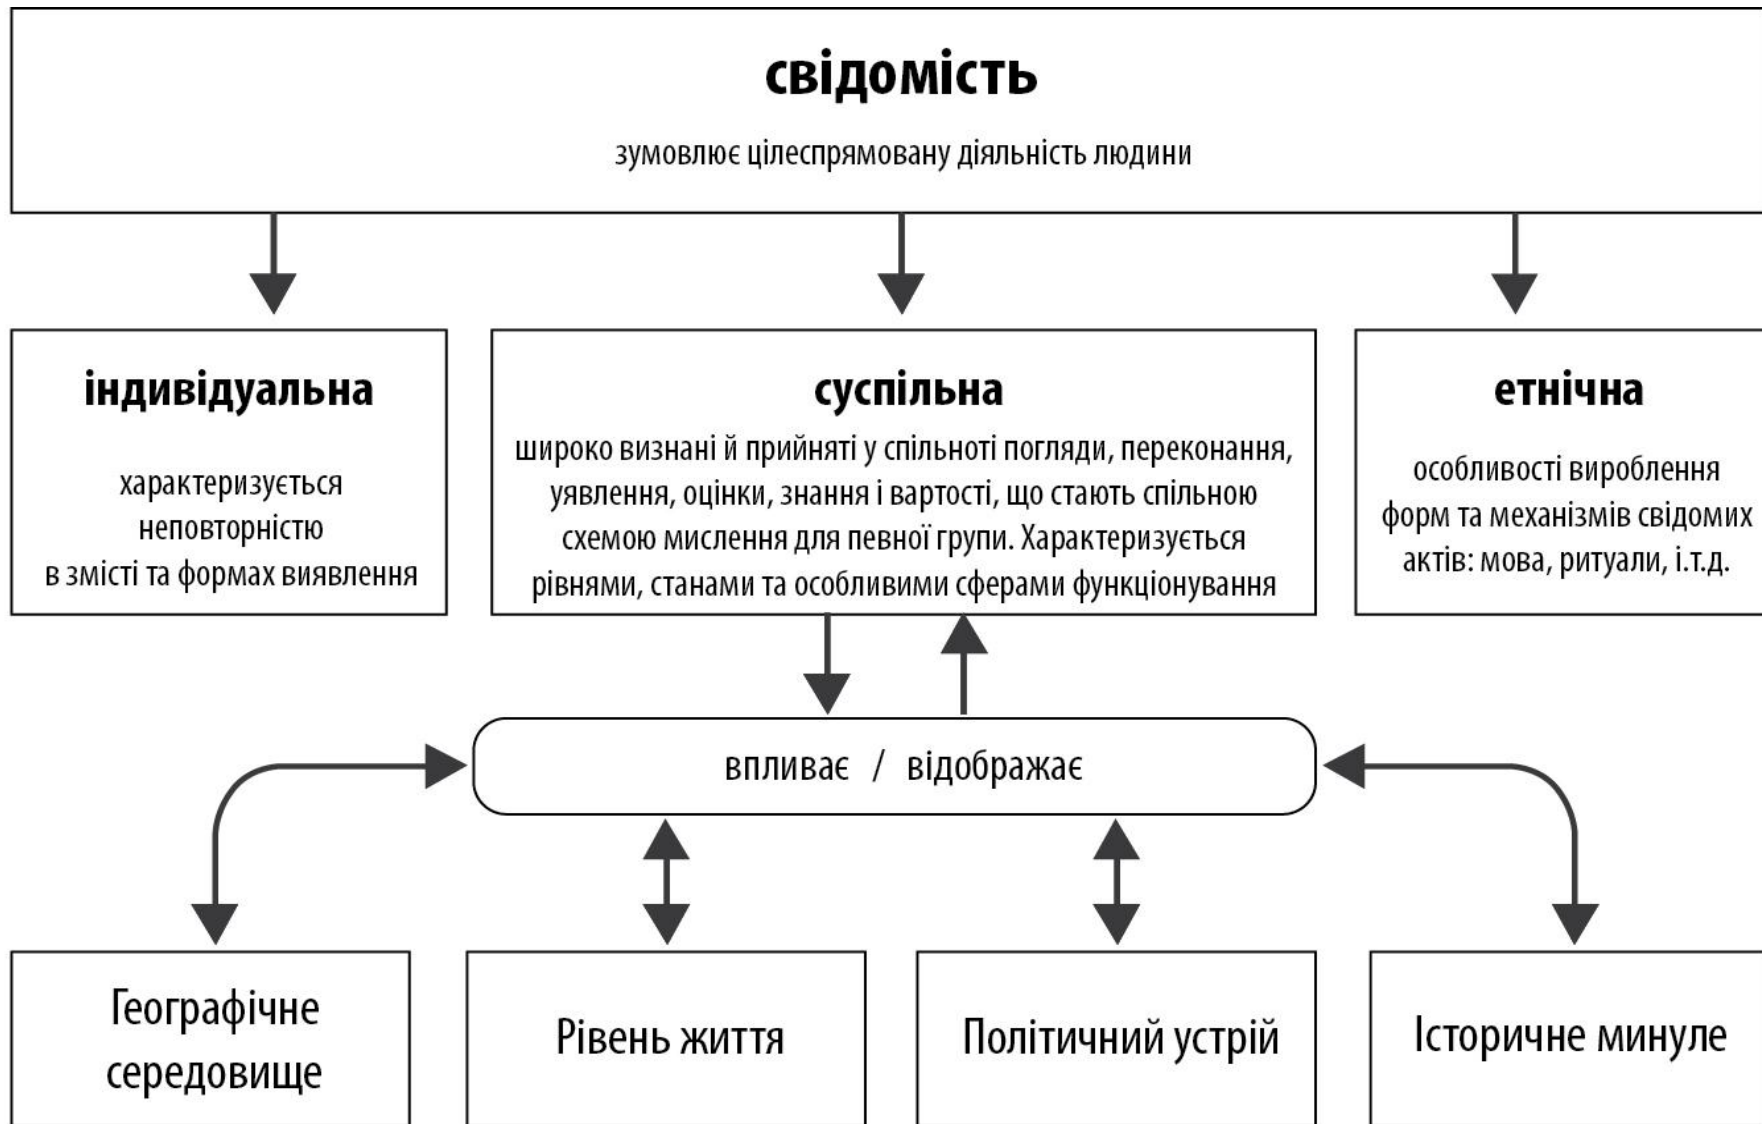 свідомість
зумовлює цілеспрямовану діяльність людини
індивідуальна
характеризується
неповторністю
в змісті та формах виявлення
суспільна
широко визнані й прийняті у спільноті погляди, переконання,
уявлення, оцінки, знання і вартості, що стають спільною
схемою мислення для певної групи. Характеризується
рівнями, станами та особливими сферами функціонування
етнічна
особливості вироблення
форм та механізмів свідомих
актів: мова, ритуали, і.т.д.
впливає / відображає
Географічне
середовище
Рівень життя
Політичний устрій
Історичне минуле